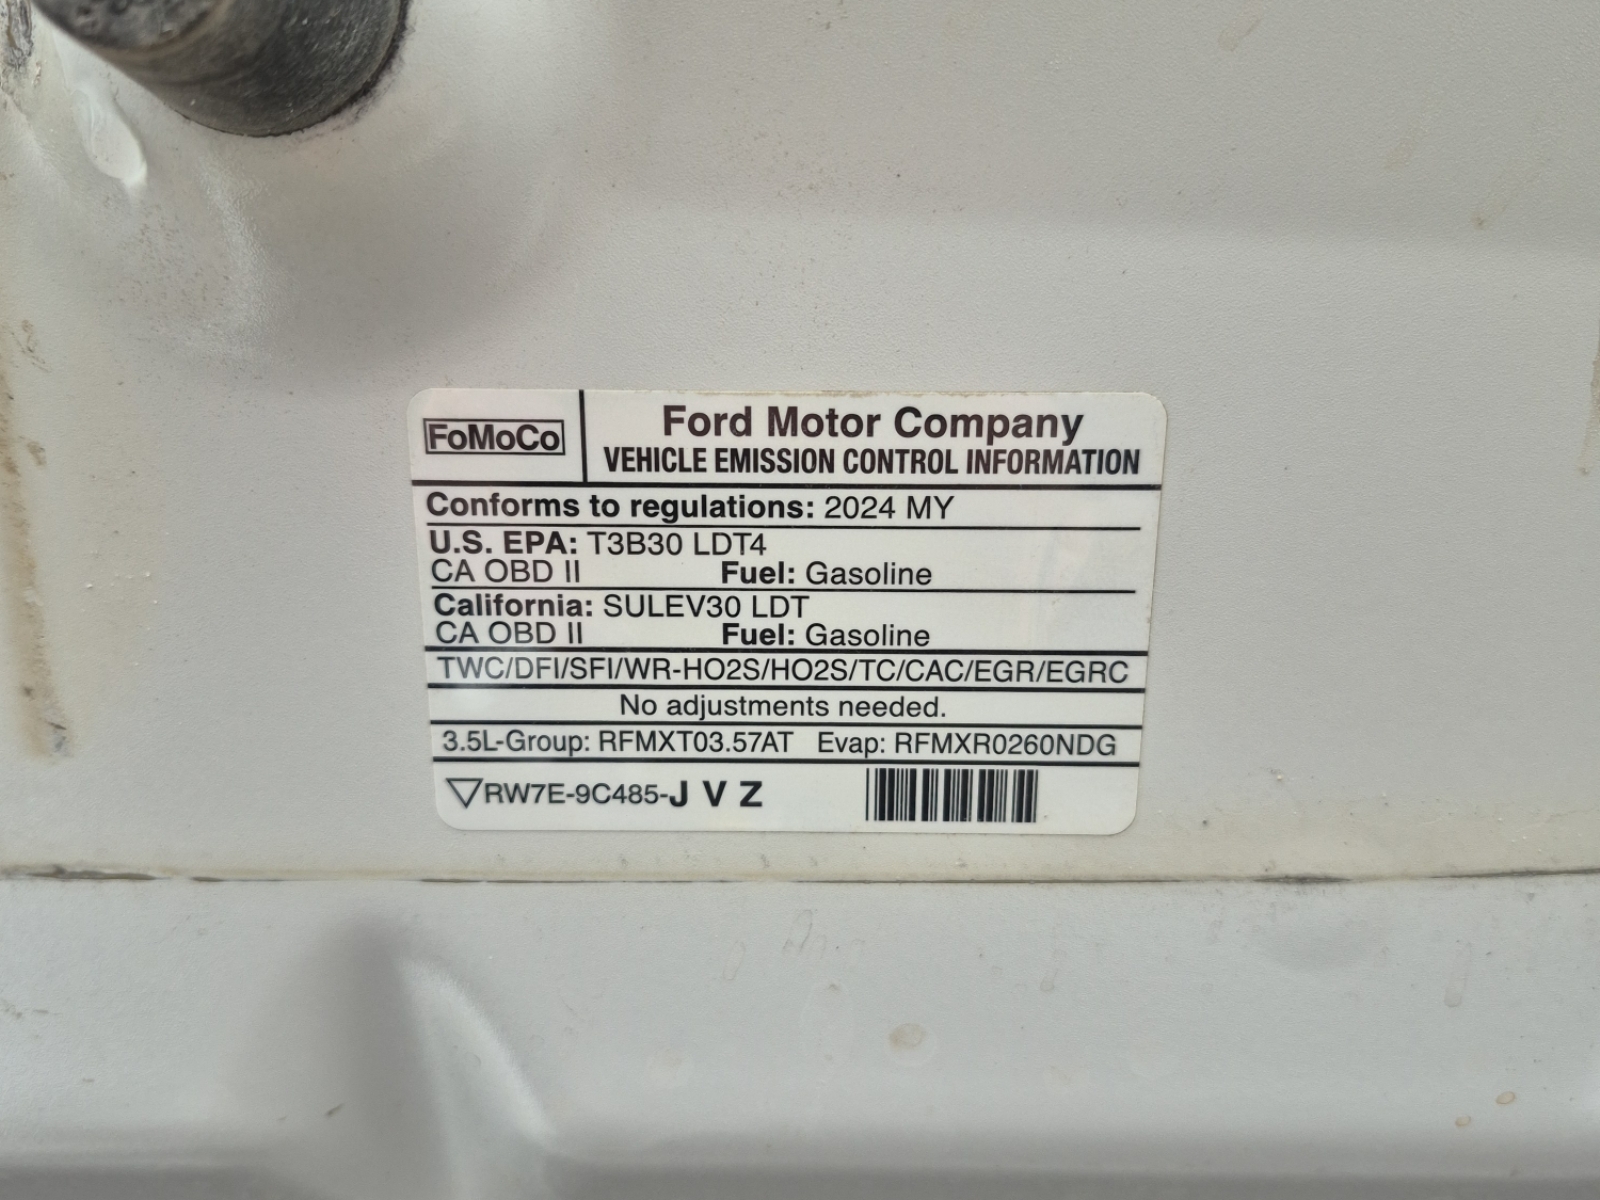 FoMoCo
Ford Motor Company
VEHICLE EMISSION CONTROL INFORMATION
Conforms to regulations: 2024 MY
U.S. EPA: T3B30 LDT4
CA OBD II Fuel: Gasoline
California: SULEV30 LDT
CA OBD II Fuel: Gasoline
TWC/DFI/SFI/WR-HO2S/HO2S/TC/CAC/EGR/EGRC
No adjustments needed.
3.5L-Group: RFMXT03.57AT Evap: RFMXR0260NDG
RW7E-9C485-J V Z